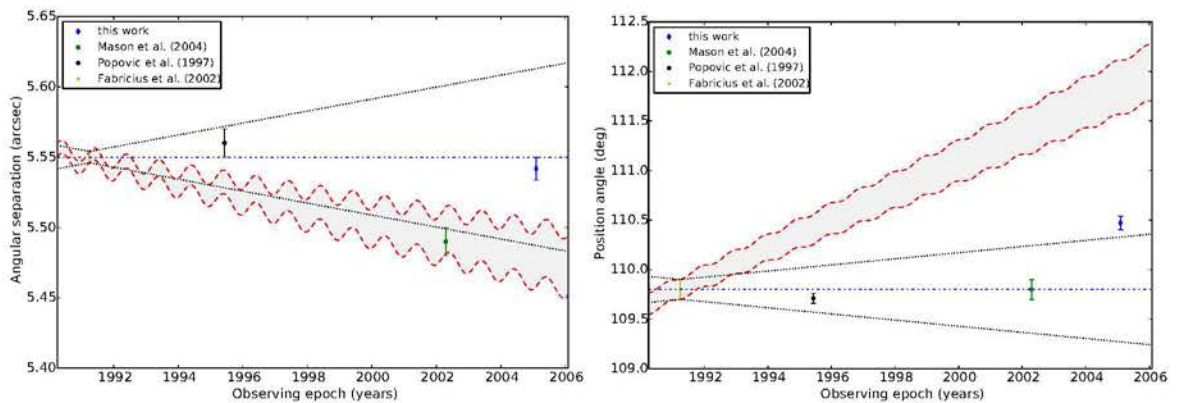 5.65
5.60
5.55
5.50
5.45
5.40
Angular separation (arcsec)
this work
Mason et al. (2004)
Popovic et al. (1997)
Fabricius et al. (2002)
1992 1994 1996 1998 2000 2002 2004 2006
Observing epoch (years)
112.5
112.0
111.5
111.0
110.5
110.0
109.5
109.0
Position angle (deg)
this work
Mason et al. (2004)
Popovic et al. (1997)
Fabricius et al. (2002)
1992 1994 1996 1998 2000 2002 2004 2006
Observing epoch (years)